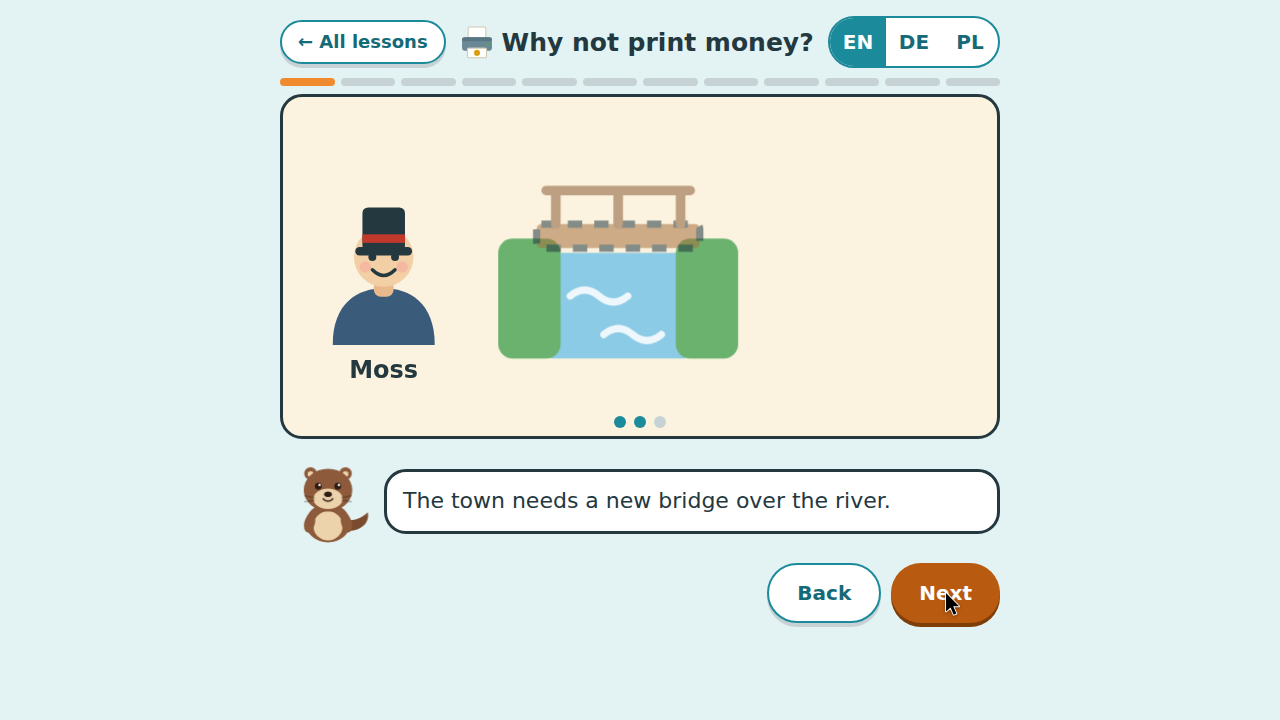 ← All lessons
Why not print money?
EN DE PL
Moss
The town needs a new bridge over the river.
Back
Next